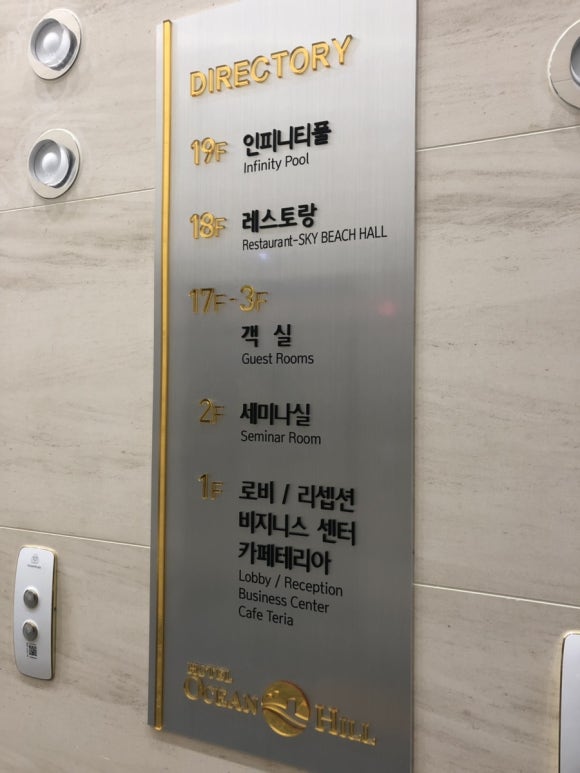 DIRECTORY
19F 인피니티풀
Infinity Pool
18F 레스토랑
Restaurant-SKY BEACH HALL
17F - 3F
객 실
Guest Rooms
2F 세미나실
Seminar Room
1F 로비 / 리셉션
비지니스 센터
카페테리아
Lobby / Reception
Business Center
Cafe Teria
HOTEL
OCEAN HILL